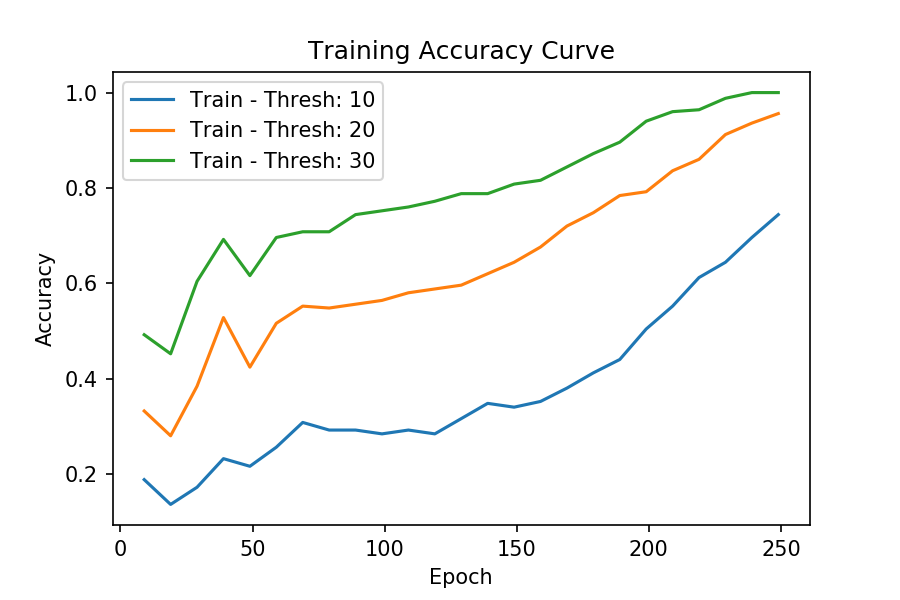 Training Accuracy Curve
Train - Thresh: 10
Train - Thresh: 20
Train - Thresh: 30
1.0
0.8
0.6
0.4
0.2
Accuracy
0 50 100 150 200 250
Epoch